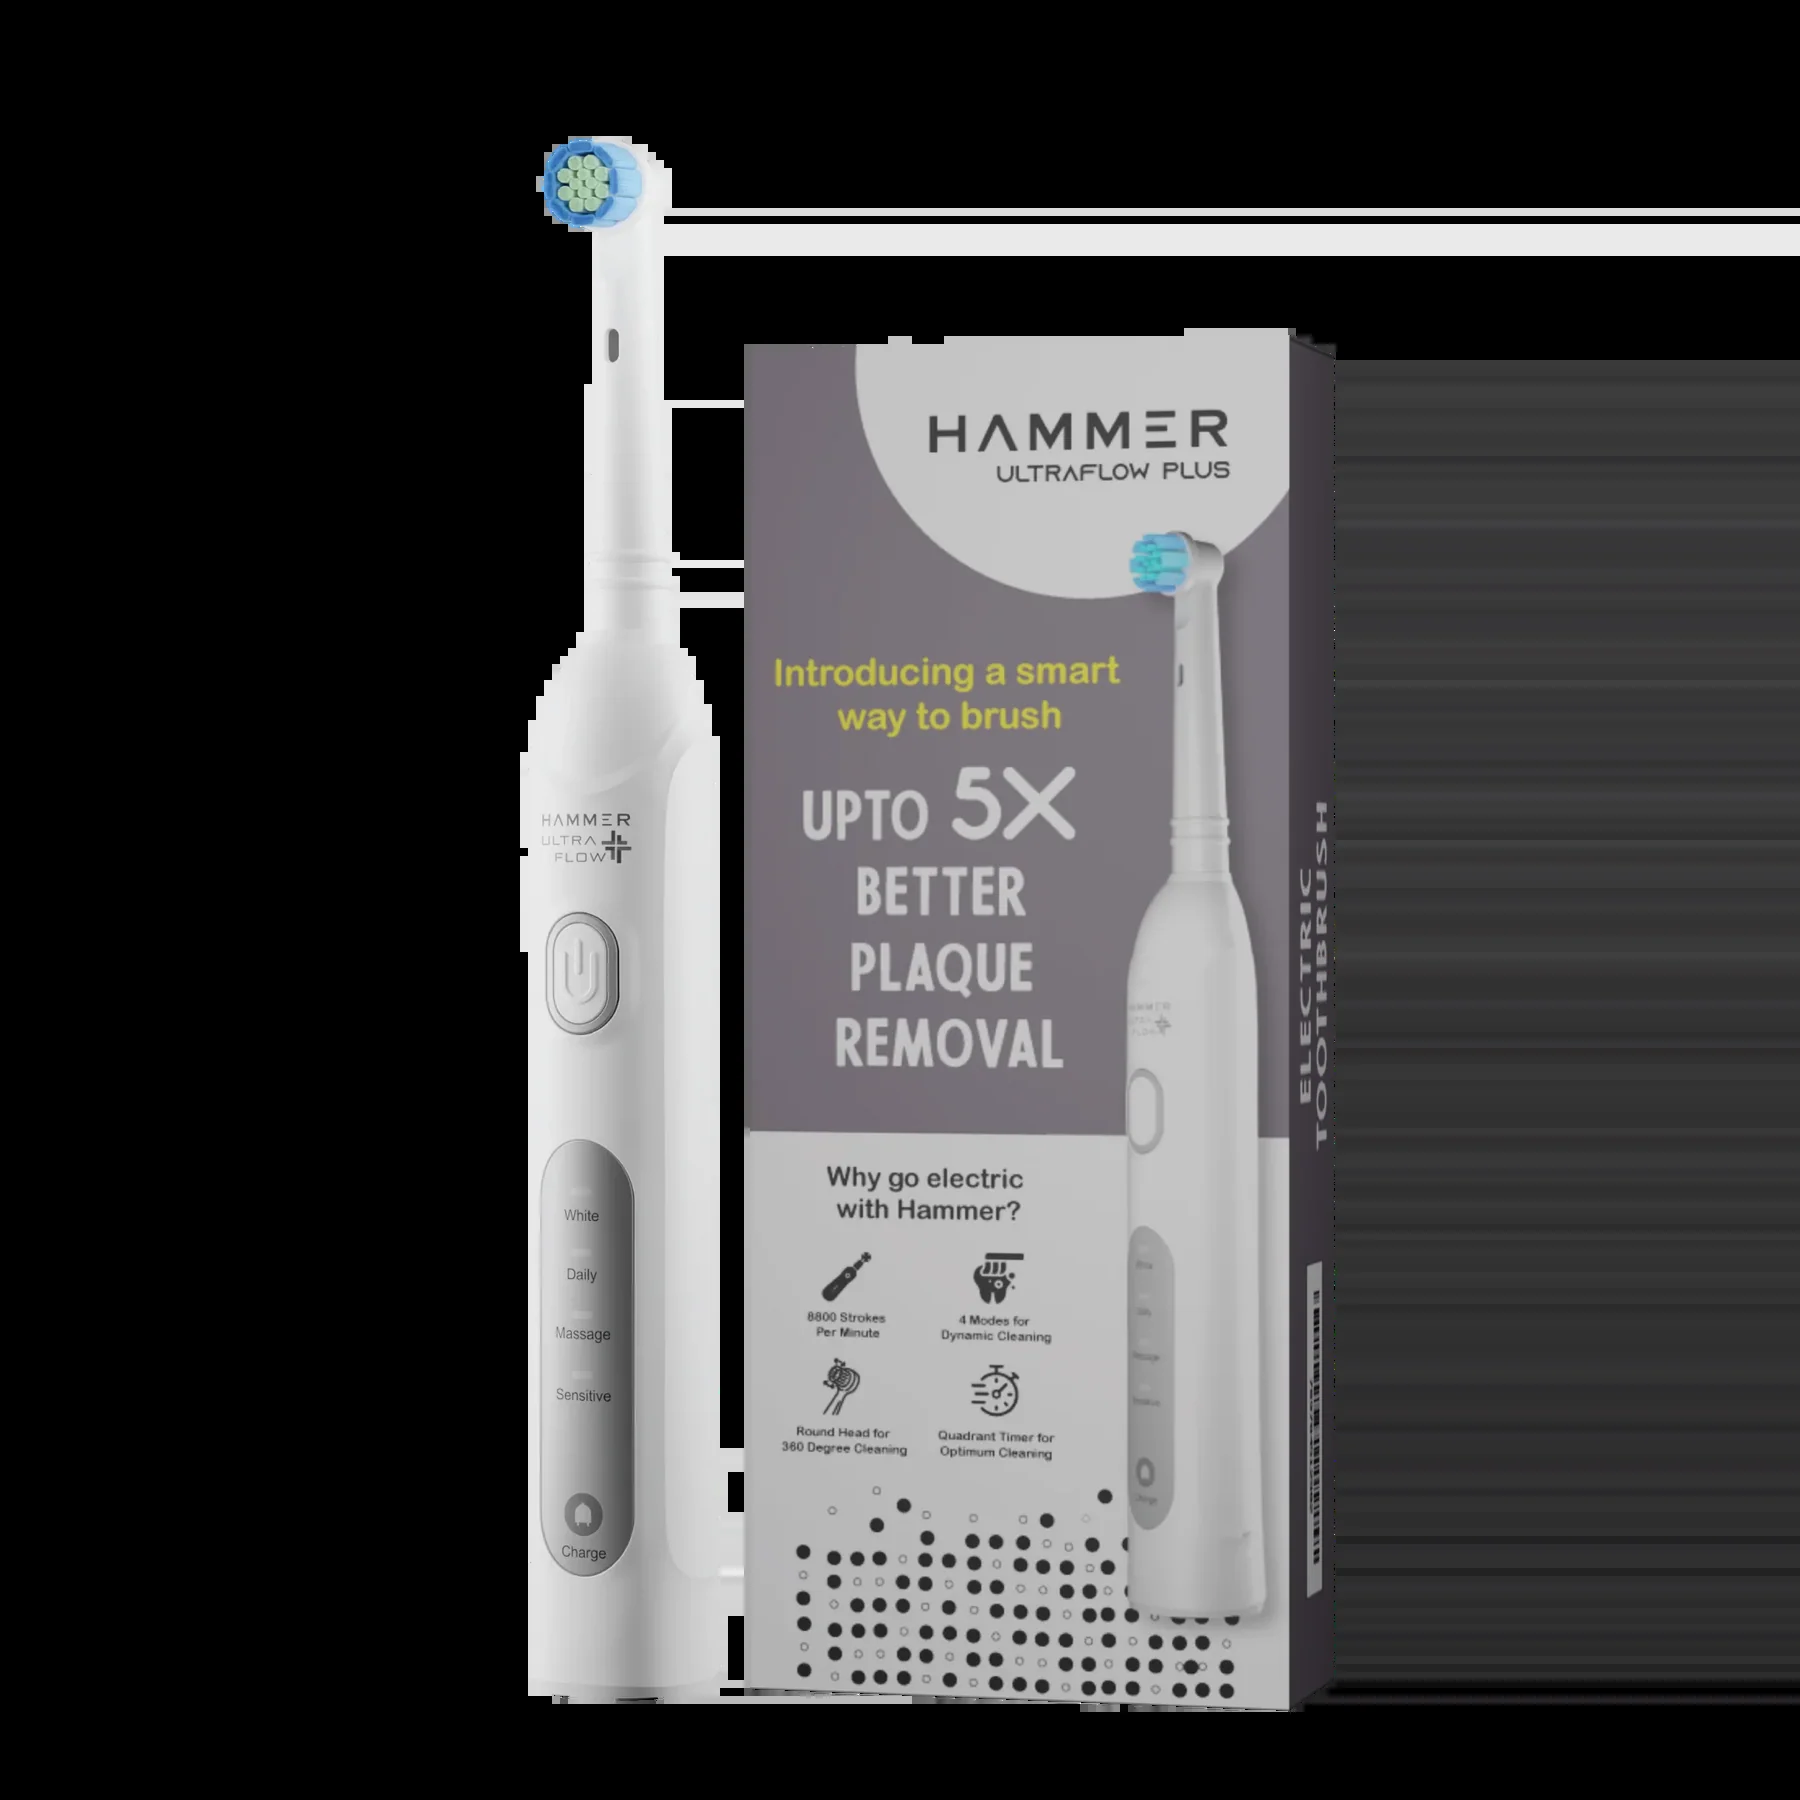 HAMMER
ULTRA
FLOW
White
Daily
Massage
Sensitive
Charge
HAMMER
ULTRAFLOW PLUS
Introducing a smart
way to brush
UPTO 5X
BETTER
PLAQUE
REMOVAL
Why go electric
with Hammer?
8800 Strokes
Per Minute
4 Modes for
Dynamic Cleaning
Round Head for
360 Degree Cleaning
Quadrant Timer for
Optimum Cleaning
HAMMER
ELECTRIC
TOOTHBRUSH